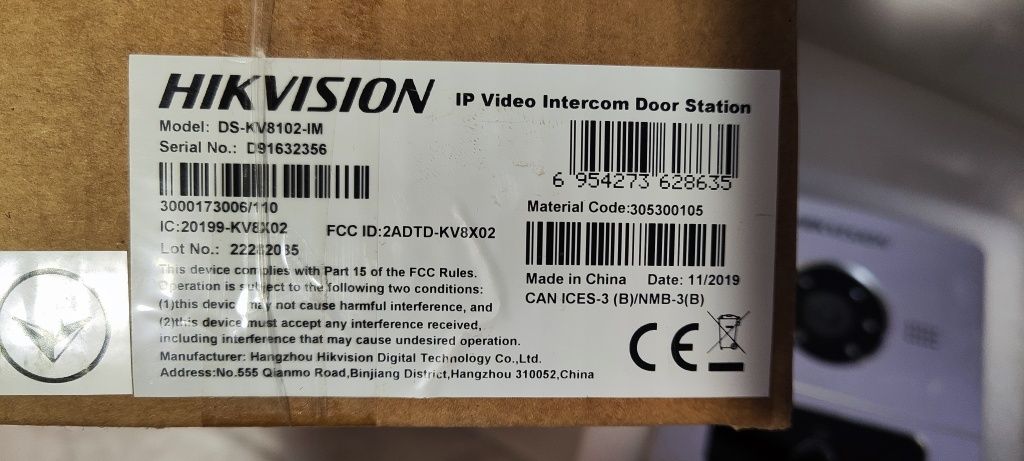 HIKVISION
IP Video Intercom Door Station
Model: DS-KV8102-IM
Serial No.: D91632356
6 954273 628635
3000173006/110
Material Code:305300105
IC:20199-KV8X02 FCC ID:2ADTD-KV8X02
Lot No.:
This device complies with Part 15 of the FCC Rules.
Operation is subject to the following two conditions:
(1)this device may not cause harmful interference, and
(2)this device must accept any interference received,
including interference that may cause undesired operation.
Manufacturer: Hangzhou Hikvision Digital Technology Co.,Ltd.
Address:No.555 Qianmo Road,Binjiang District,Hangzhou 310052,China
Made in China Date: 11/2019
CAN ICES-3 (B)/NMB-3(B)
CE
HIKVISION